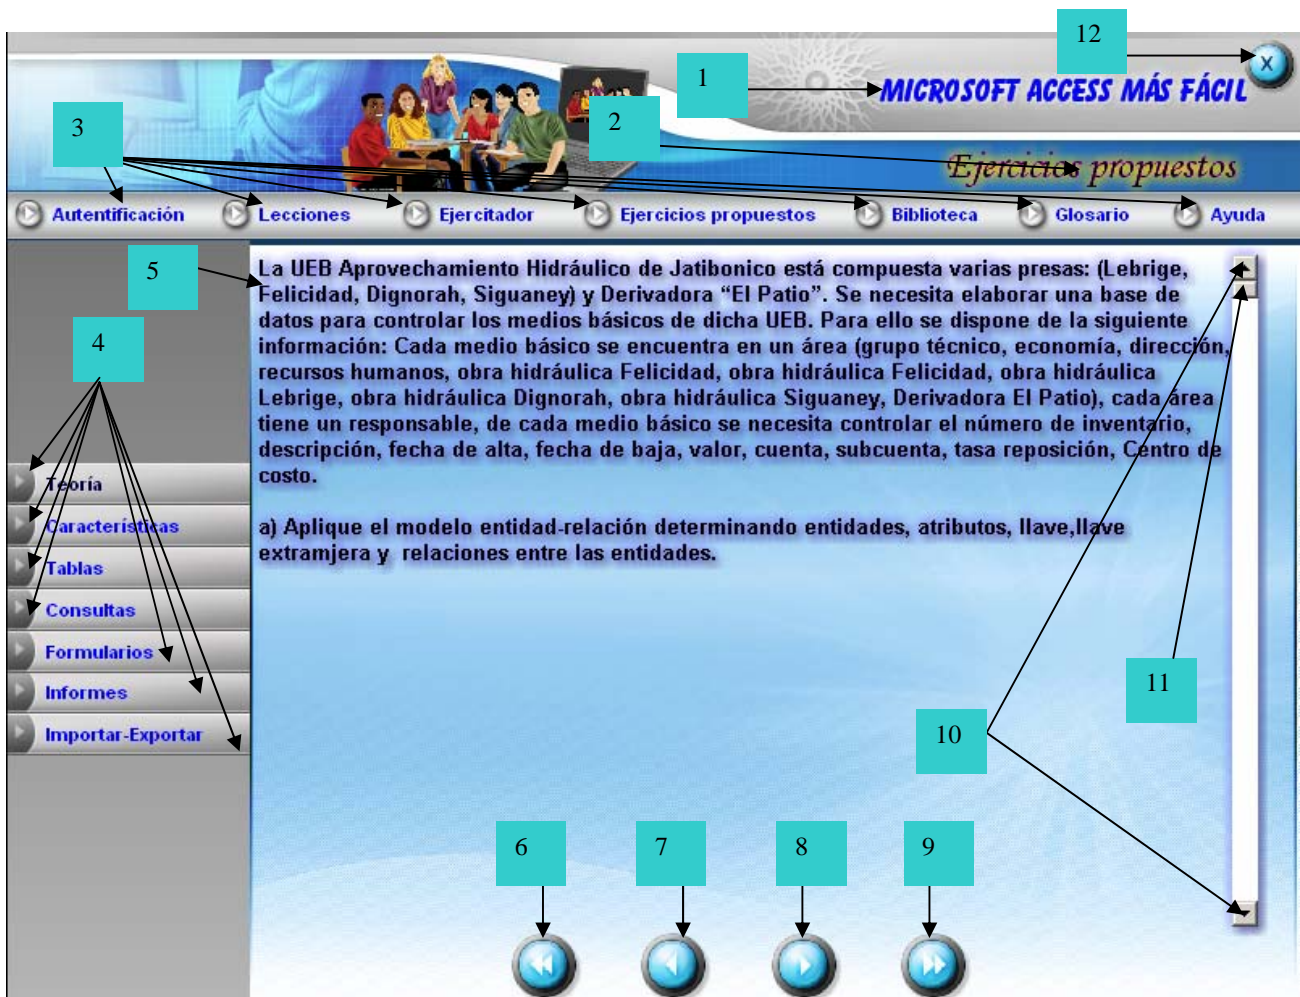 12
1
MICROSOFT ACCESS MÁS FÁCIL
X
3
2
Ejercicios propuestos
Autentificación Lecciones Ejercitador Ejercicios propuestos Biblioteca Glosario Ayuda
5
La UEB Aprovechamiento Hidráulico de Jatibonico está compuesta varias presas: (Lebrige,
Felicidad, Dignorah, Siguaney) y Derivadora “El Patio”. Se necesita elaborar una base de
datos para controlar los medios básicos de dicha UEB. Para ello se dispone de la siguiente
información: Cada medio básico se encuentra en un área (grupo técnico, economía, dirección,
recursos humanos, obra hidráulica Felicidad, obra hidráulica Felicidad, obra hidráulica
Lebrige, obra hidráulica Dignorah, obra hidráulica Siguaney, Derivadora El Patio), cada área
tiene un responsable, de cada medio básico se necesita controlar el número de inventario,
descripción, fecha de alta, fecha de baja, valor, cuenta, subcuenta, tasa reposición, Centro de
costo.
a) Aplique el modelo entidad-relación determinando entidades, atributos, llave,llave
extramjera y relaciones entre las entidades.
4
Teoría
Características
Tablas
Consultas
Formularios
Informes
Importar-Exportar
11
10
6
7
8
9